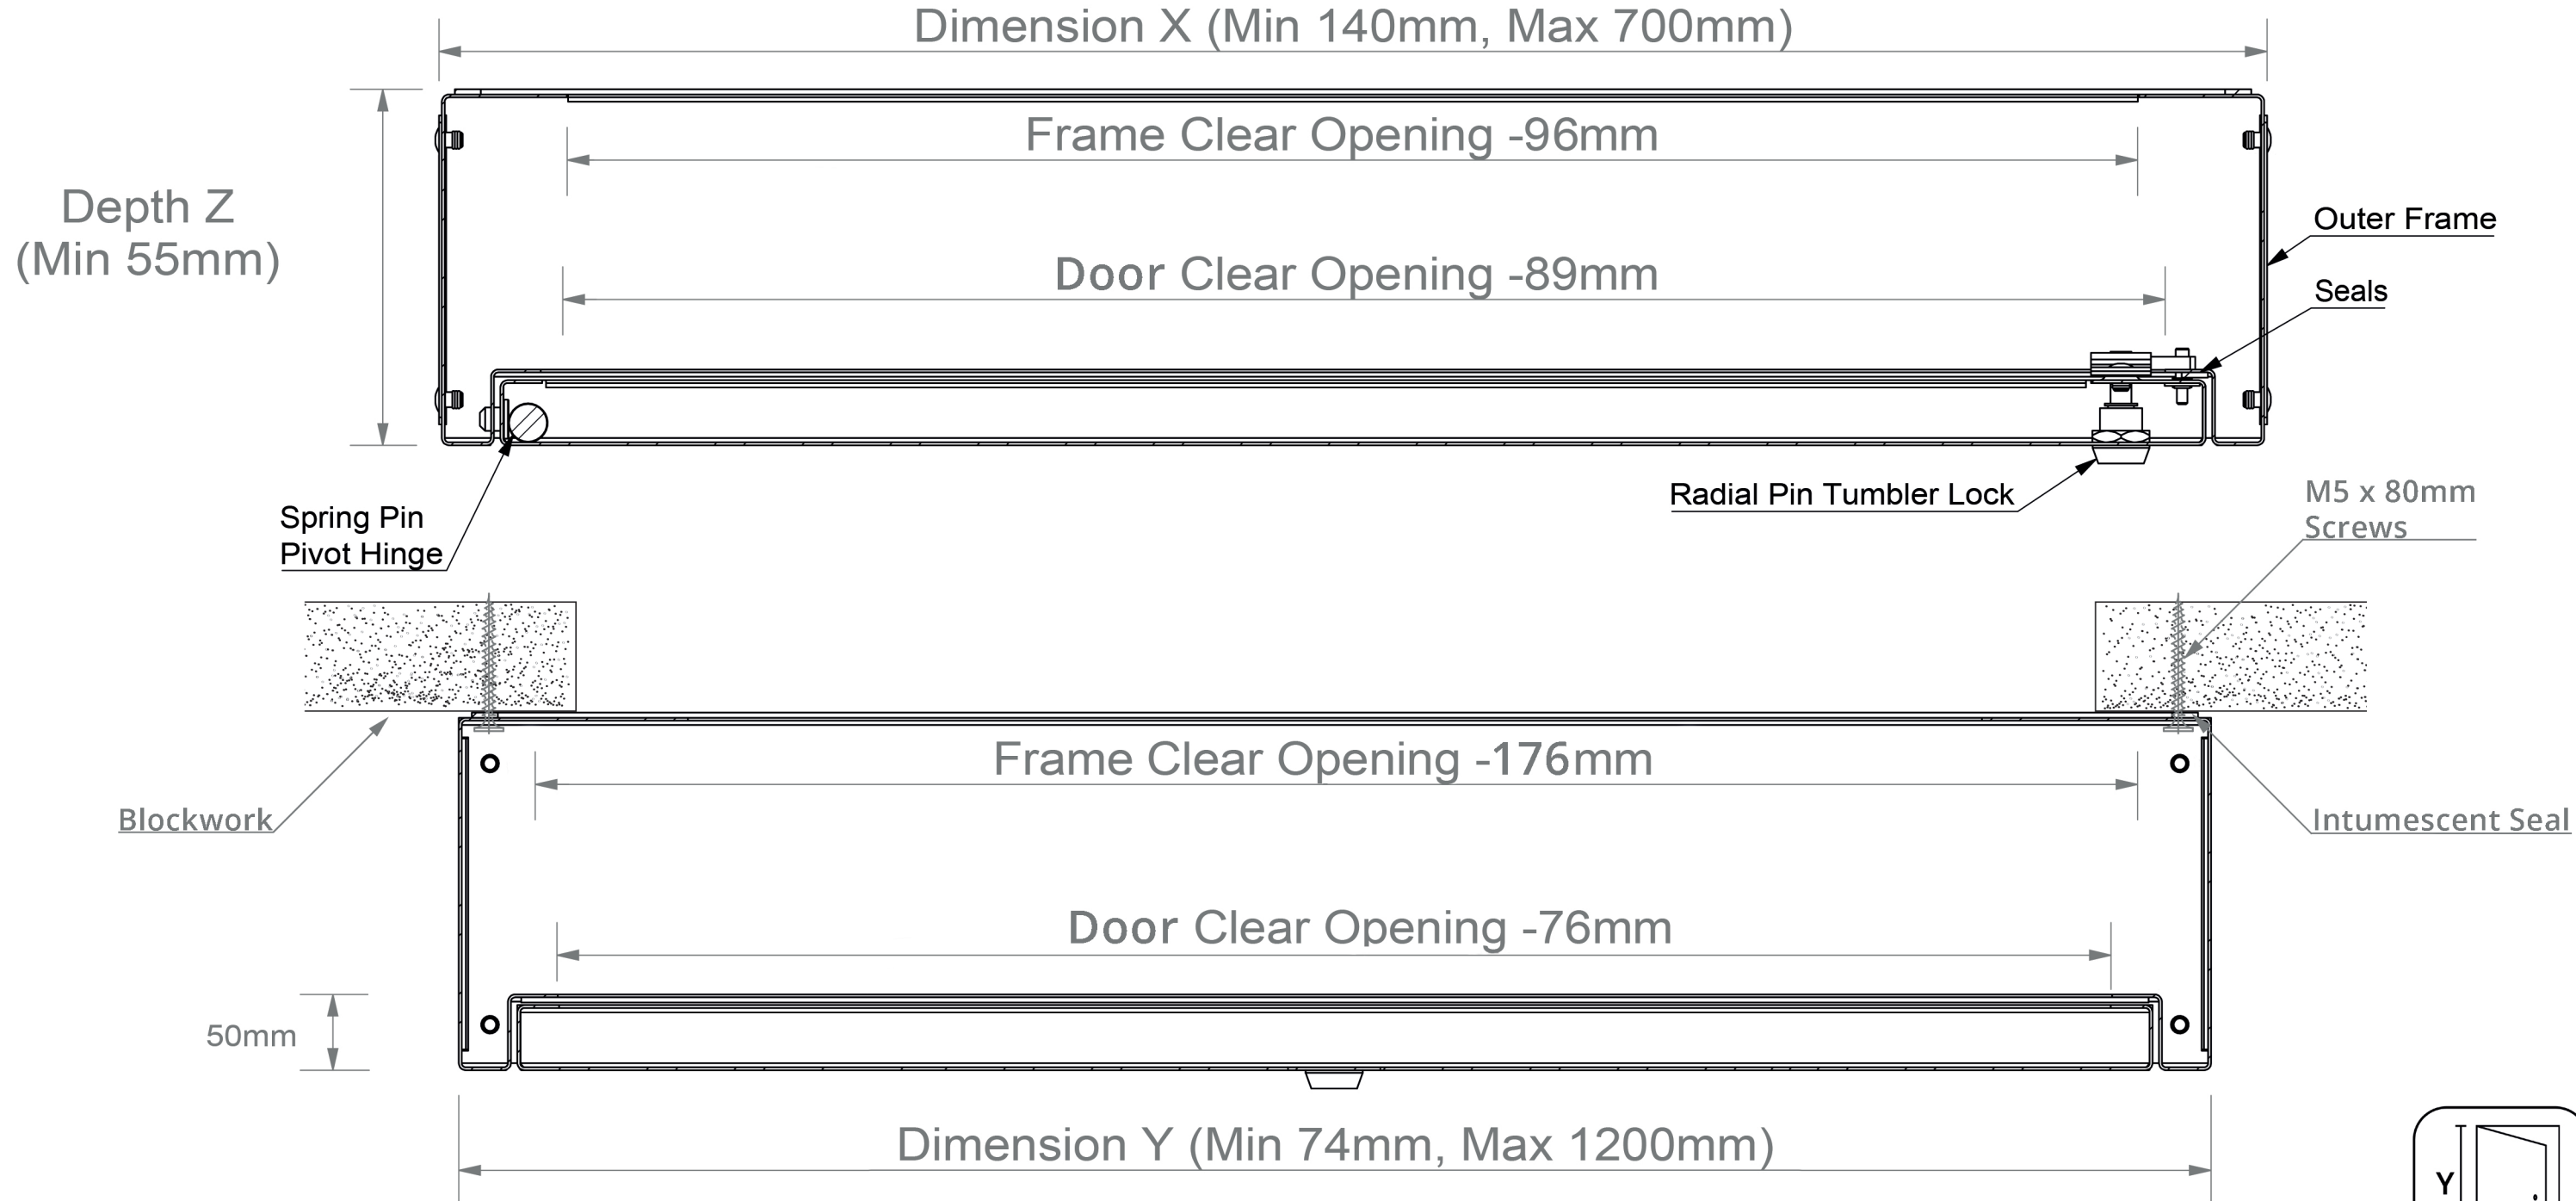 Dimension X (Min 140mm, Max 700mm)
Frame Clear Opening -96mm
Depth Z
(Min 55mm)
Outer Frame
Door Clear Opening -89mm
Seals
Radial Pin Tumbler Lock
M5 x 80mm
Screws
Spring Pin
Pivot Hinge
Frame Clear Opening -176mm
Blockwork
Intumescent Seal
Door Clear Opening -76mm
50mm
Dimension Y (Min 74mm, Max 1200mm)
Y